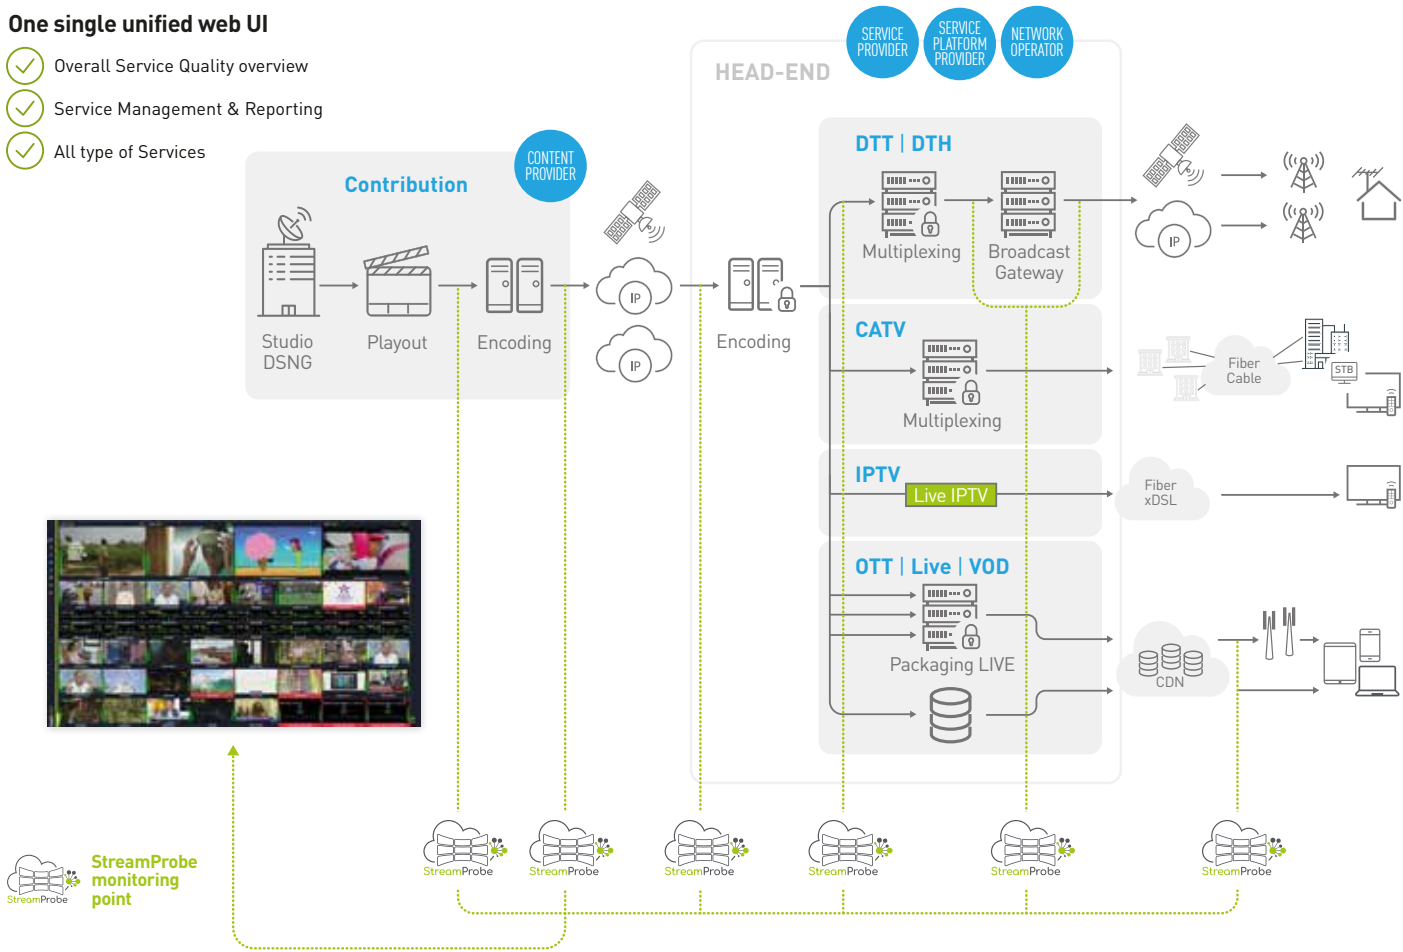 One single unified web UI
Overall Service Quality overview
Service Management & Reporting
All type of Services
SERVICE
PROVIDER
SERVICE
PLATFORM
PROVIDER
NETWORK
OPERATOR
HEAD-END
CONTENT
PROVIDER
Contribution
Studio
DSNG
Playout
Encoding
IP
IP
Encoding
DTT | DTH
Multiplexing
Broadcast
Gateway
IP
CATV
Multiplexing
Fiber
Cable
STB
IPTV
Live IPTV
Fiber
xDSL
OTT | Live | VOD
Packaging LIVE
CDN
StreamProbe
StreamProbe
StreamProbe
StreamProbe
StreamProbe
StreamProbe
StreamProbe
StreamProbe
monitoring
point